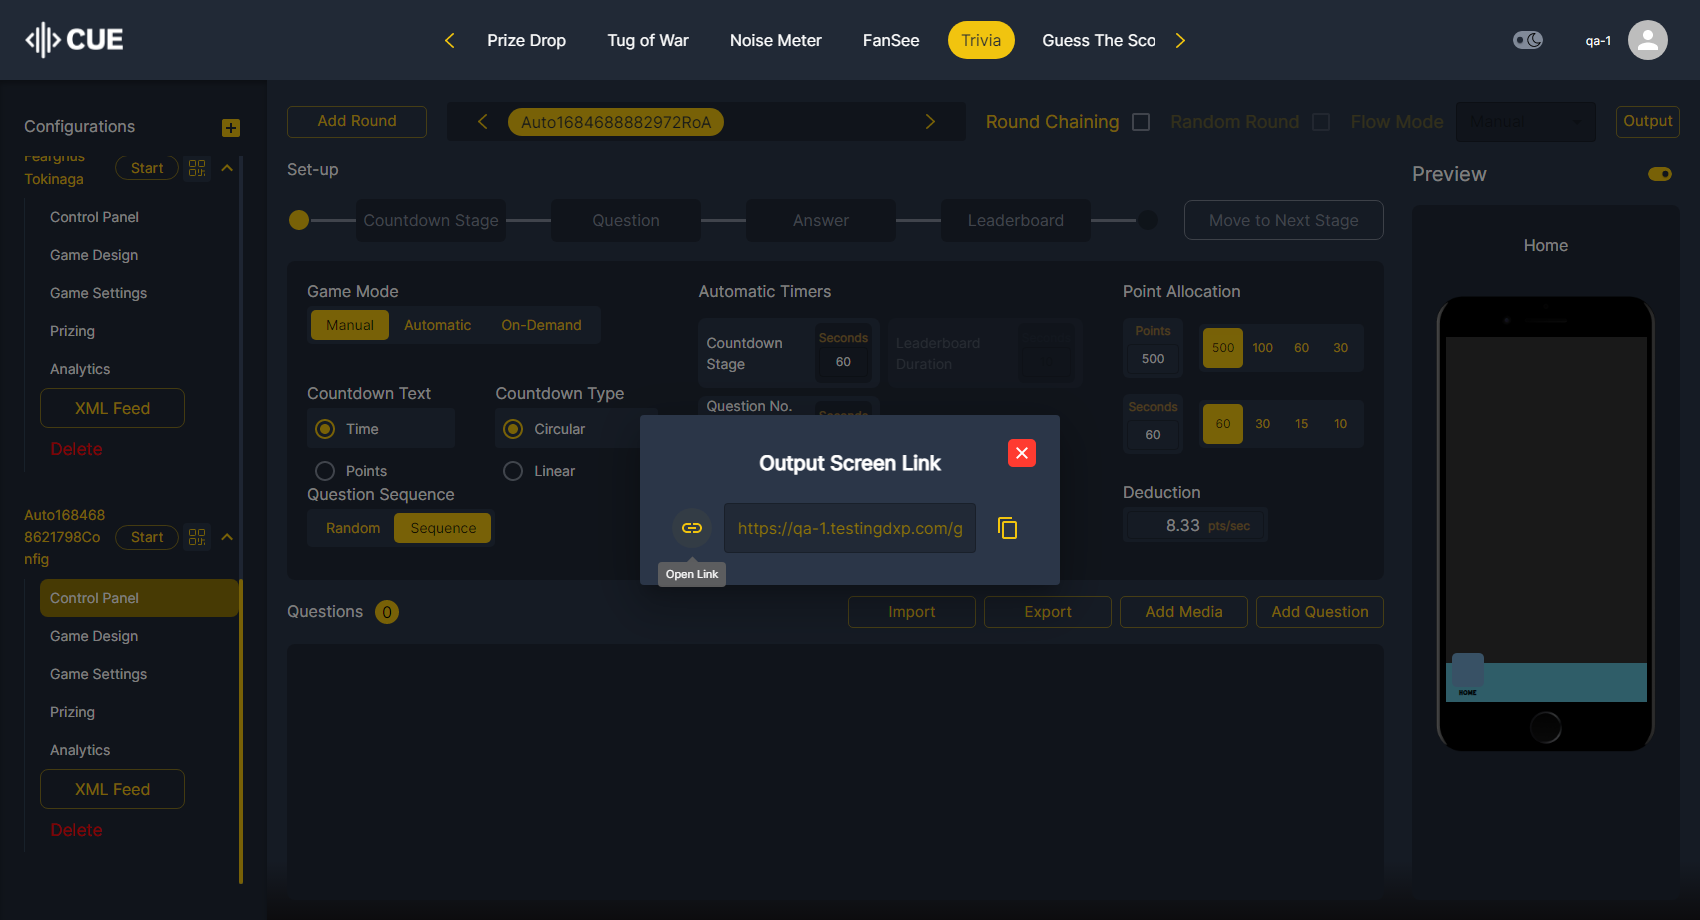 CUE
Prize Drop
Tug of War
Noise Meter
FanSee
Trivia
Guess The Sco
qa-1
Configurations
Feargnus
Tokinaga
Start
Control Panel
Game Design
Game Settings
Prizing
Analytics
XML Feed
Delete
Auto168468
8621798Co
nfig
Start
Control Panel
Game Design
Game Settings
Prizing
Analytics
XML Feed
Delete
Add Round
Auto1684688882972RoA
Round Chaining
Random Round
Flow Mode
Manual
Output
Set-up
Countdown Stage
Question
Answer
Leaderboard
Move to Next Stage
Game Mode
Manual
Automatic
On-Demand
Countdown Text
Time
Points
Countdown Type
Circular
Linear
Question Sequence
Random
Sequence
Automatic Timers
Countdown
Stage
Seconds
60
Leaderboard
Duration
Question No.
Seconds
Point Allocation
Points
500
500
100
60
30
Seconds
60
60
30
15
10
Deduction
8.33 pts/sec
Output Screen Link
https://qa-1.testingdxp.com/g
Open Link
Questions 0
Import
Export
Add Media
Add Question
Preview
Home
HOME